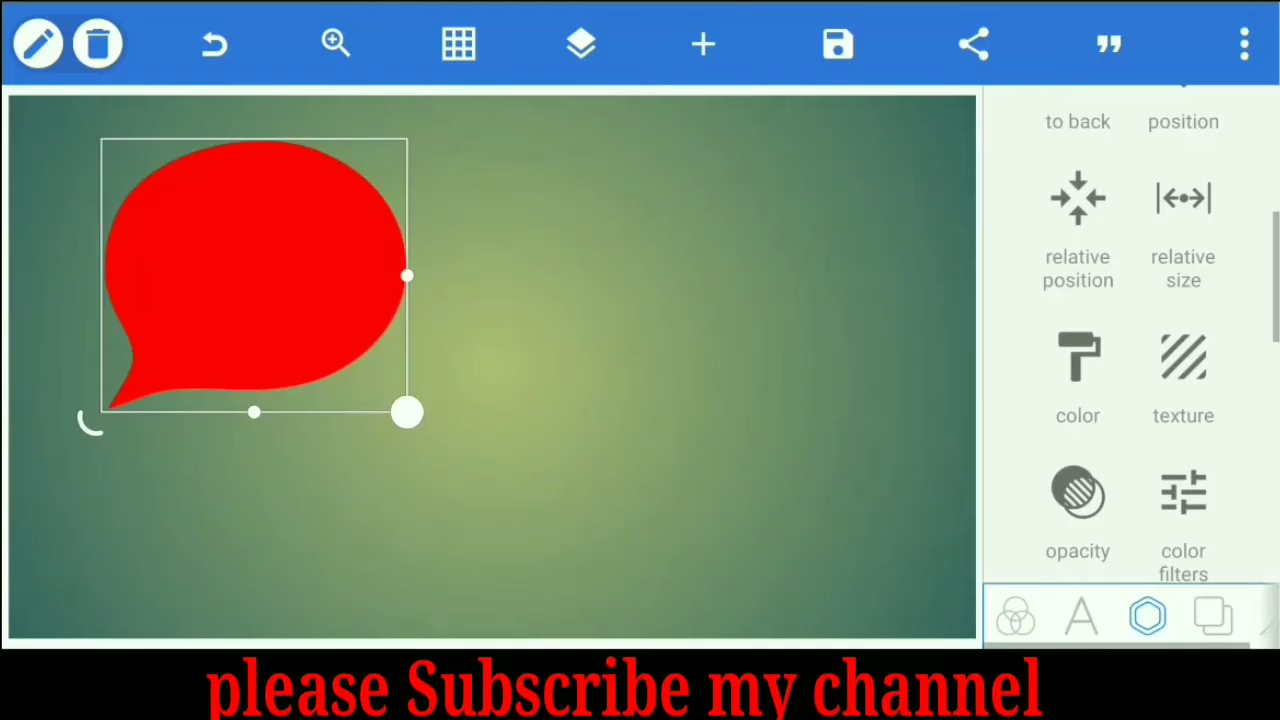 to back
position
relative position
relative size
color
texture
opacity
color filters
please Subscribe my channel